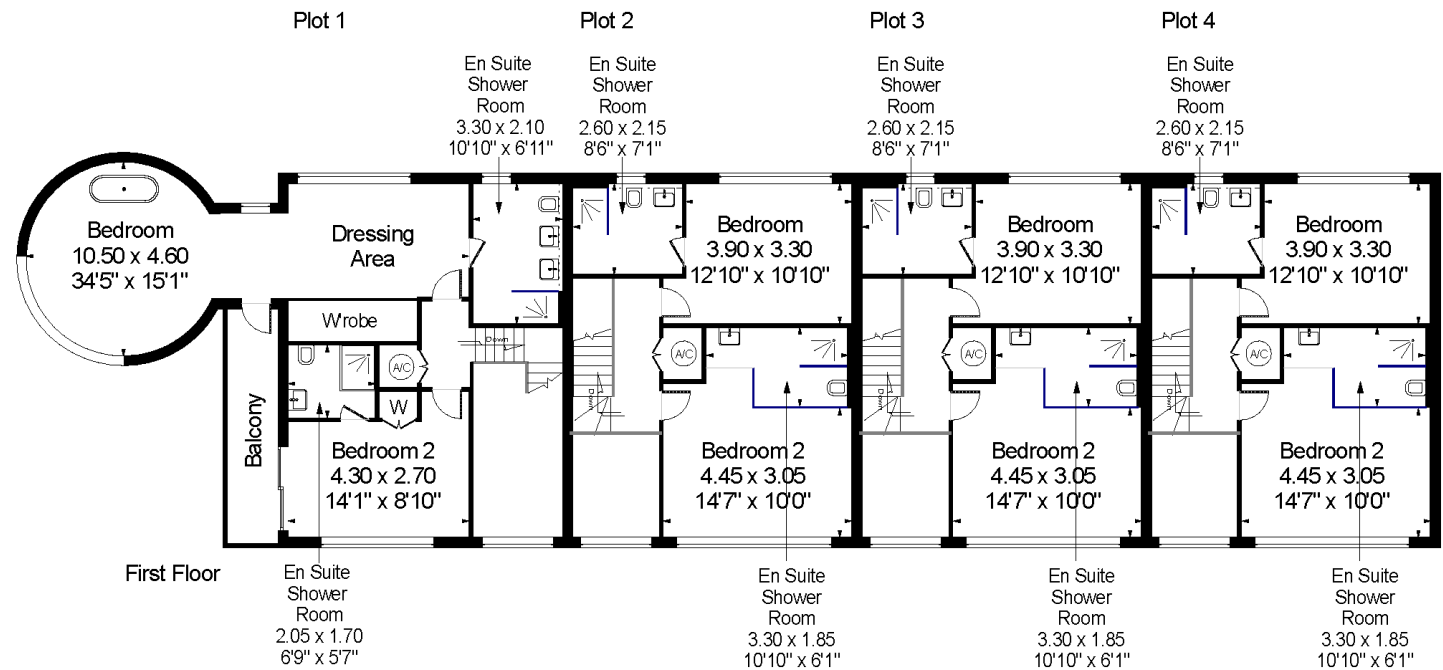 Plot 1
Plot 2
Plot 3
Plot 4
En Suite
Shower
Room
3.30 x 2.10
10'10" x 6'11"
En Suite
Shower
Room
2.60 x 2.15
8'6" x 7'1"
En Suite
Shower
Room
2.60 x 2.15
8'6" x 7'1"
En Suite
Shower
Room
2.60 x 2.15
8'6" x 7'1"
Bedroom
10.50 x 4.60
34'5" x 15'1"
Dressing
Area
Bedroom
3.90 x 3.30
12'10" x 10'10"
Bedroom
3.90 x 3.30
12'10" x 10'10"
Bedroom
3.90 x 3.30
12'10" x 10'10"
W'robe
Down
A/C
W
A/C
Down
A/C
Down
A/C
Down
Balcony
Bedroom 2
4.30 x 2.70
14'1" x 8'10"
Bedroom 2
4.45 x 3.05
14'7" x 10'0"
Bedroom 2
4.45 x 3.05
14'7" x 10'0"
Bedroom 2
4.45 x 3.05
14'7" x 10'0"
First Floor
En Suite
Shower
Room
2.05 x 1.70
6'9" x 5'7"
En Suite
Shower
Room
3.30 x 1.85
10'10" x 6'1"
En Suite
Shower
Room
3.30 x 1.85
10'10" x 6'1"
En Suite
Shower
Room
3.30 x 1.85
10'10" x 6'1"